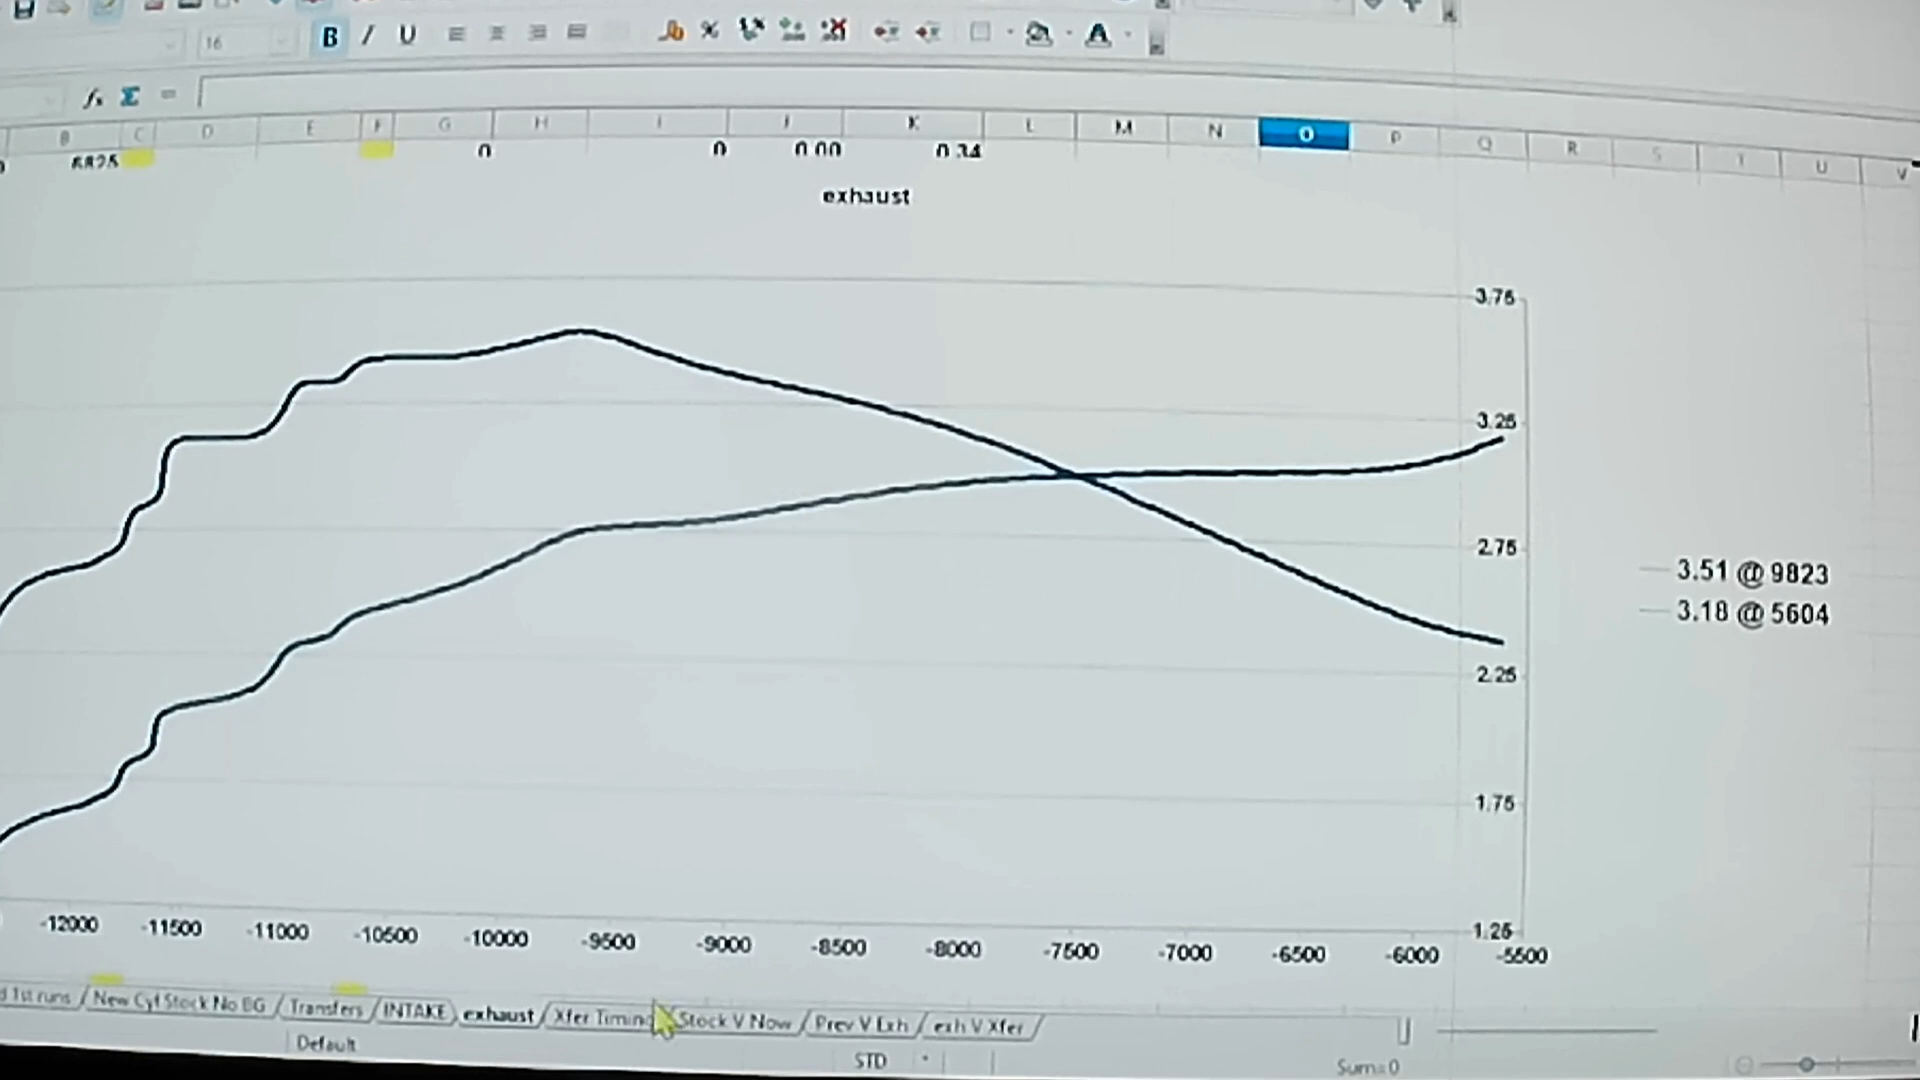 16 B I U
fx Σ =
B C D E F G H I J K L M N O P Q R S T U V
6825 0 0 0.00 0.34
exhaust
3.75
3.25
2.75
3.51 @ 9823
3.18 @ 5604
2.25
1.75
1.25
-12000 -11500 -11000 -10500 -10000 -9500 -9000 -8500 -8000 -7500 -7000 -6500 -6000 -5500
1st runs New Cyl Stock No BG Transfers INTAKE exhaust Xfer Timing Stock V Now Prev V Exh exh V Xfer
Default STD Sum=0